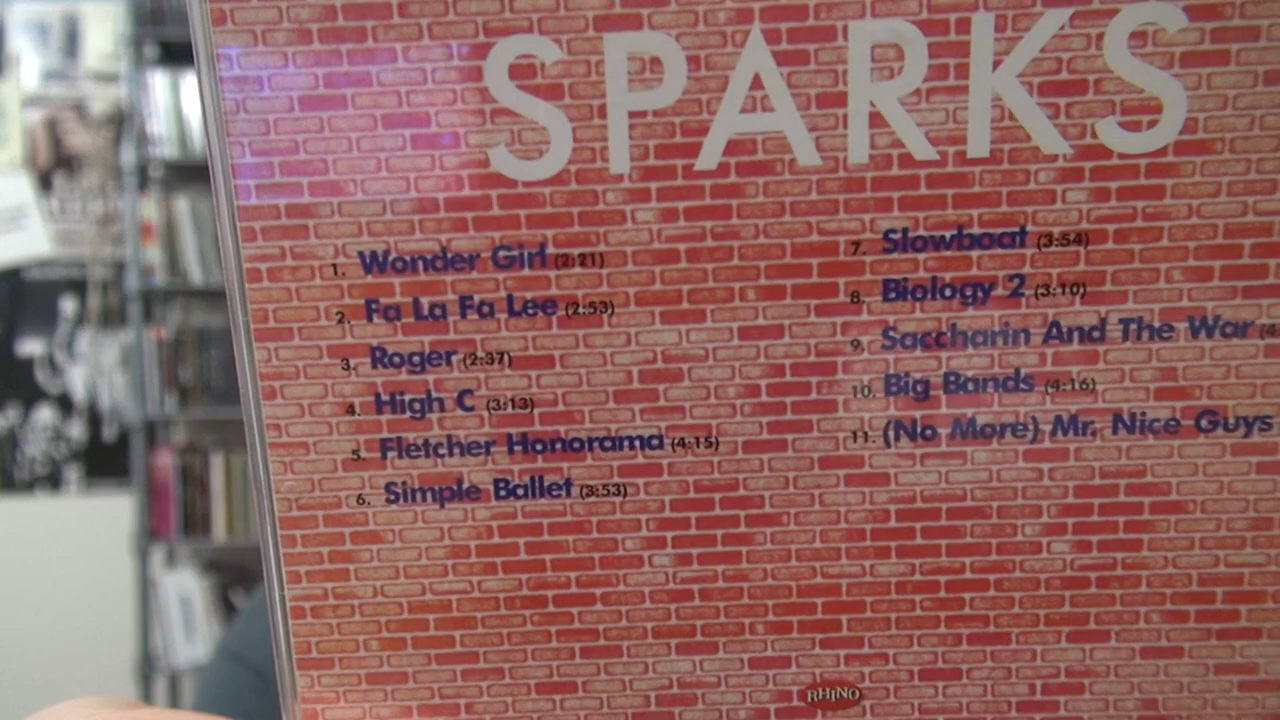 SPARKS
1. Wonder Girl (2:21)
2. Fa La Fa Lee (2:53)
3. Roger (2:37)
4. High C (3:13)
5. Fletcher Honorama (4:15)
6. Simple Ballet (3:53)
7. Slowboat (3:54)
8. Biology 2 (3:10)
9. Saccharin And The War (4
10. Big Bands (4:16)
11. (No More) Mr. Nice Guys
RHINO